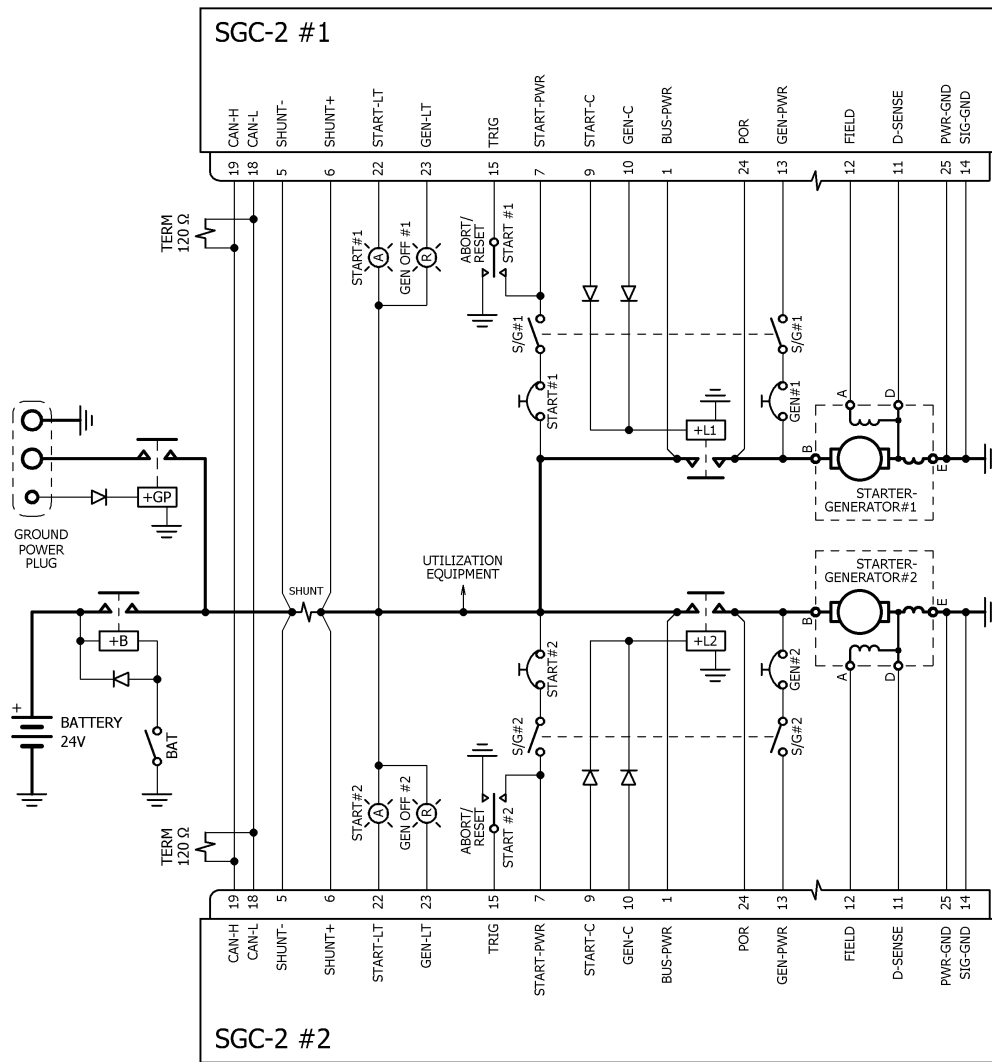 SGC-2 #1
CAN-H
CAN-L
SHUNT-
SHUNT+
START-LT
GEN-LT
TRIG
START-PWR
START-C
GEN-C
BUS-PWR
POR
GEN-PWR
FIELD
D-SENSE
PWR-GND
SIG-GND
19
18
5
6
22
23
15
7
9
10
1
24
13
12
11
25
14
TERM
120 Ω
START#1
A
GEN OFF #1
R
ABORT/
RESET
START #1
S/G#1
S/G#1
START#1
GEN#1
+L1
A
D
B
E
STARTER-
GENERATOR#1
+GP
GROUND
POWER
PLUG
SHUNT
UTILIZATION
EQUIPMENT
STARTER-
GENERATOR#2
B
E
A
D
+B
+L2
START#2
GEN#2
+
BATTERY
24V
BAT
S/G#2
S/G#2
START#2
A
GEN OFF #2
R
ABORT/
RESET
START #2
TERM
120 Ω
19
18
5
6
22
23
15
7
9
10
1
24
13
12
11
25
14
CAN-H
CAN-L
SHUNT-
SHUNT+
START-LT
GEN-LT
TRIG
START-PWR
START-C
GEN-C
BUS-PWR
POR
GEN-PWR
FIELD
D-SENSE
PWR-GND
SIG-GND
SGC-2 #2